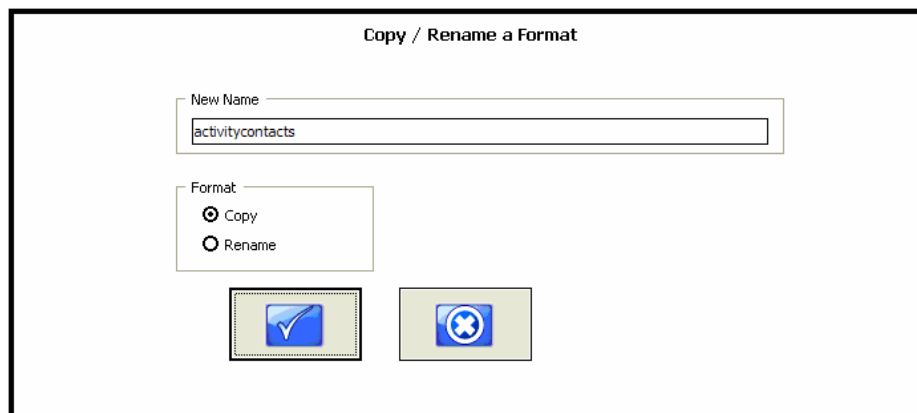 Copy / Rename a Format
New Name
activitycontacts
Format
Copy
Rename